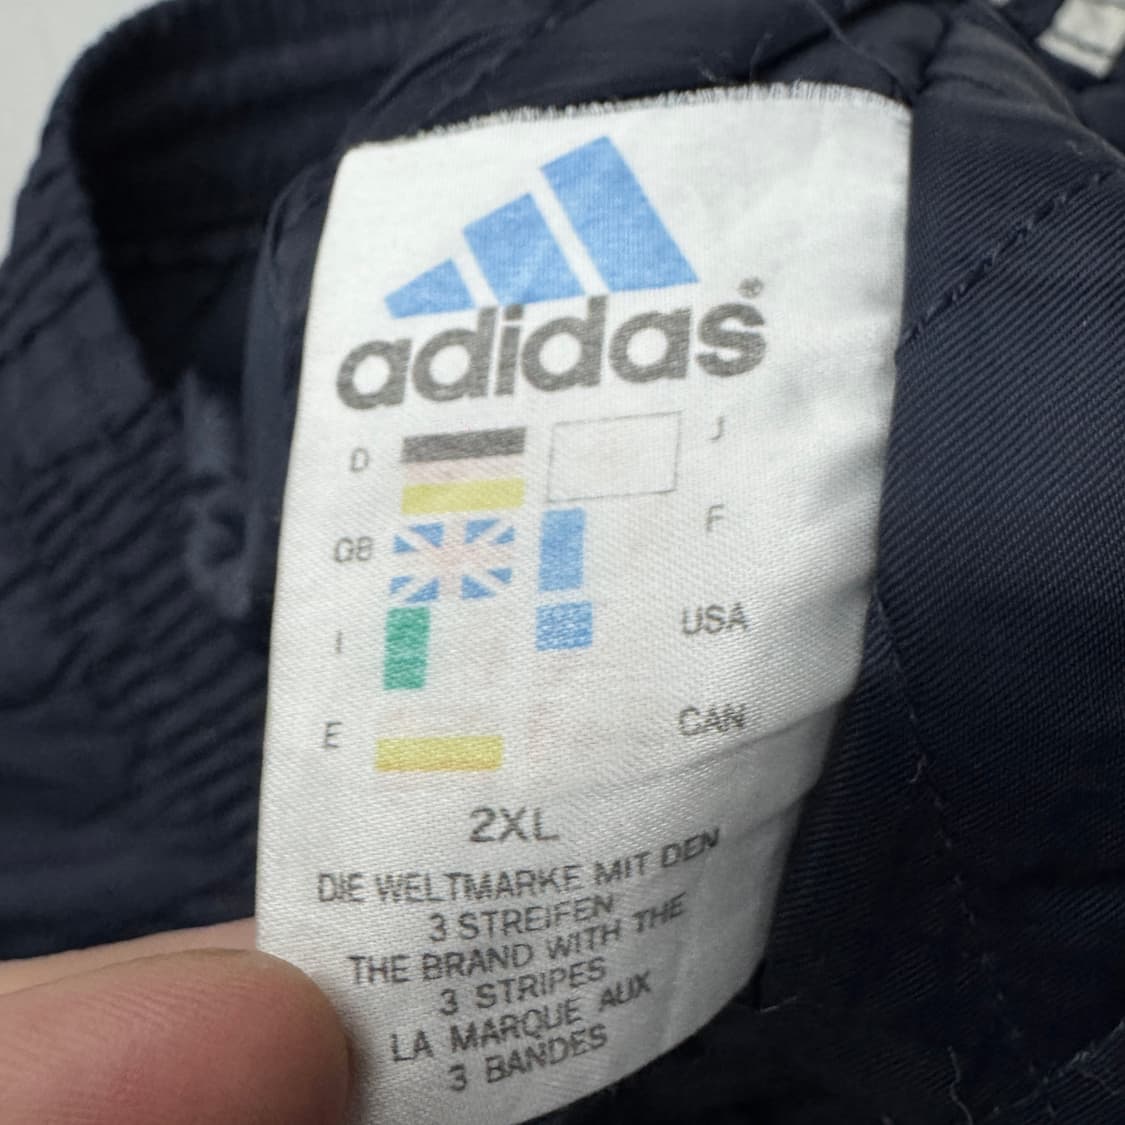 adidas®
D J
GB F
I USA
E CAN
2XL
DIE WELTMARKE MIT DEN
3 STREIFEN
THE BRAND WITH THE
3 STRIPES
LA MARQUE AUX
3 BANDES